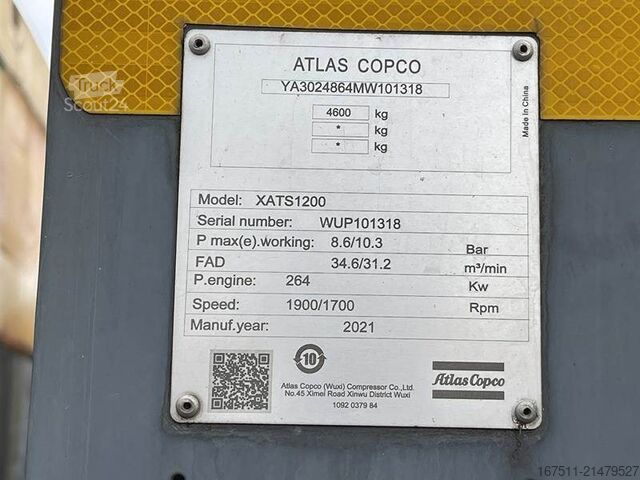 Truck
Scout24
ATLAS COPCO
YA3024864MW101318
4600 kg
* kg
* kg
Made in China
Model: XATS1200
Serial number: WUP101318
P max(e).working: 8.6/10.3 Bar
FAD 34.6/31.2 m³/min
P.engine: 264 Kw
Speed: 1900/1700 Rpm
Manuf.year: 2021
10
Atlas Copco (Wuxi) Compressor Co.,Ltd.
No.45 Ximei Road Xinwu District Wuxi
1092 0379 84
Atlas Copco
167511-21479527